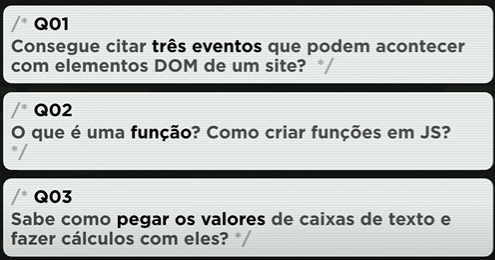 /* Q01
Consegue citar três eventos que podem acontecer
com elementos DOM de um site? */
/* Q02
O que é uma função? Como criar funções em JS?
*/
/* Q03
Sabe como pegar os valores de caixas de texto e
fazer cálculos com eles? */